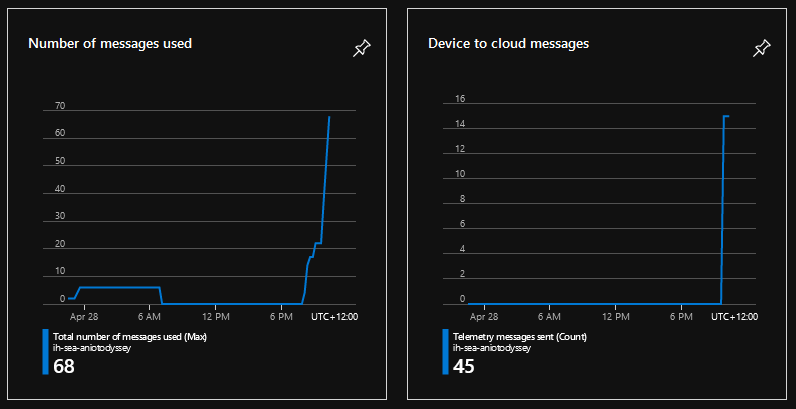 Number of messages used
70
60
50
40
30
20
10
0
Apr 28 6 AM 12 PM 6 PM UTC+12:00
Total number of messages used (Max)
ih-sea-aniotodyssey
68
Device to cloud messages
16
14
12
10
8
6
4
2
0
Apr 28 6 AM 12 PM 6 PM UTC+12:00
Telemetry messages sent (Count)
ih-sea-aniotodyssey
45